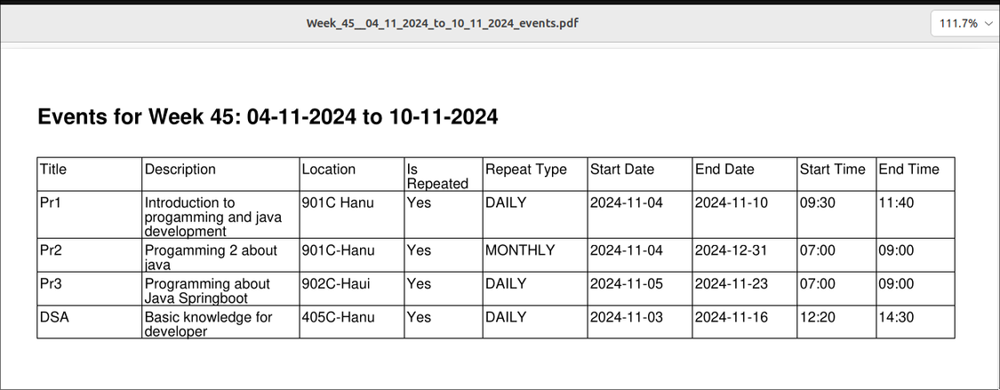 Week_45__04_11_2024_to_10_11_2024_events.pdf
111.7%
Events for Week 45: 04-11-2024 to 10-11-2024
Title Description Location Is Repeated Repeat Type Start Date End Date Start Time End Time
Pr1 Introduction to progamming and java development 901C Hanu Yes DAILY 2024-11-04 2024-11-10 09:30 11:40
Pr2 Progamming 2 about java 901C-Hanu Yes MONTHLY 2024-11-04 2024-12-31 07:00 09:00
Pr3 Programming about Java Springboot 902C-Haui Yes DAILY 2024-11-05 2024-11-23 07:00 09:00
DSA Basic knowledge for developer 405C-Hanu Yes DAILY 2024-11-03 2024-11-16 12:20 14:30